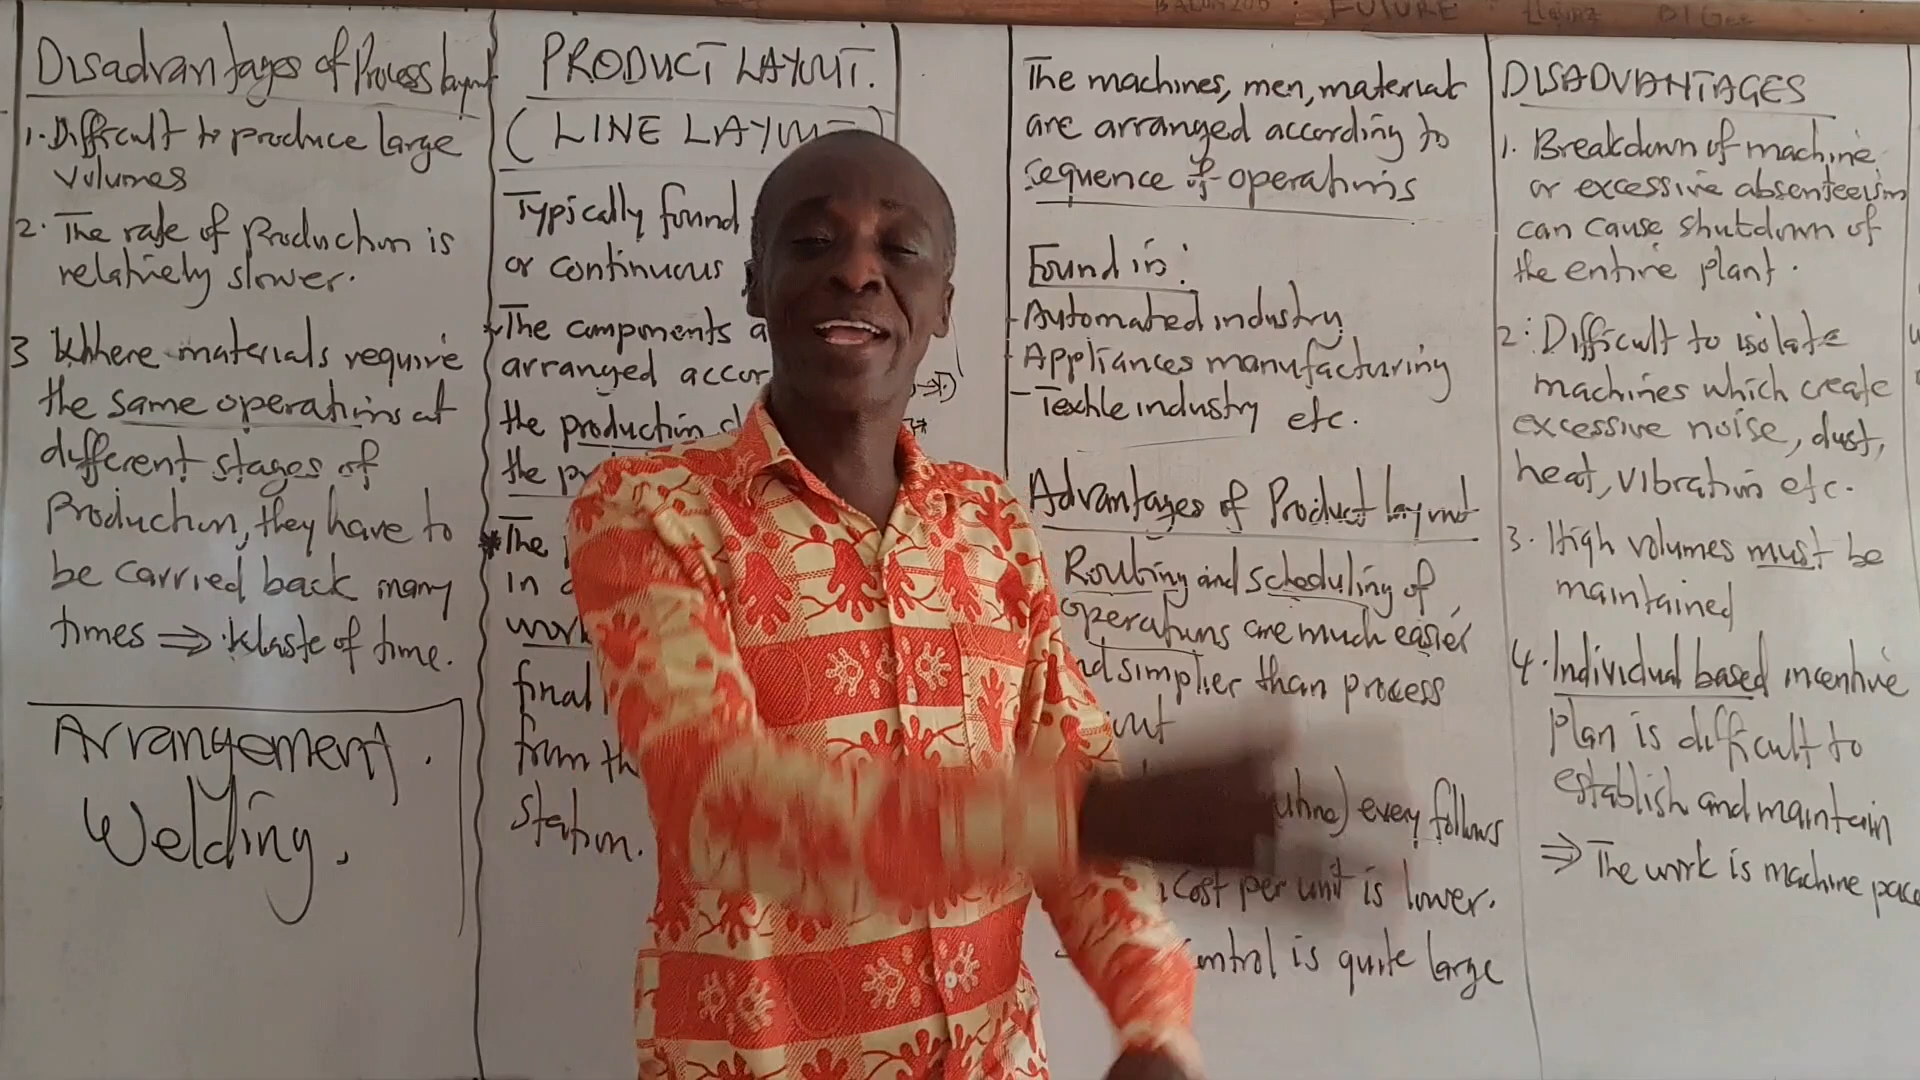 BALON 200 . FUTURE
Disadvantages of Process layout
1. Difficult to produce large
volumes
2. The rate of Production is
relatively slower.
3 Where materials require
the same operations at
different stages of
Production, they have to
be carried back many
times ⇒ Waste of time.
Arrangement.
Welding.
PRODUCT LAYOUT.
(LINE LAYOUT)
Typically found
or continuous
The components a
arranged accor
the production
the
* The
in
work
final
from th
station.
The machines, men, materials
are arranged according to
sequence of operations
Found in:
- Automated industry
- Appliances manufacturing
- Textile industry etc.
Advantages of Product layout
Routing and scheduling of
operations are much easier
and simplier than process
every follows
Cost per unit is lower.
ontrol is quite large
DISADVANTAGES
1. Breakdown of machine
or excessive absenteeism
can cause shutdown of
the entire plant.
2. Difficult to isolate
machines which create
excessive noise, dust,
heat, vibration etc.
3. High volumes must be
maintained
4. Individual based incentive
plan is difficult to
establish and maintain
⇒ The work is machine pace